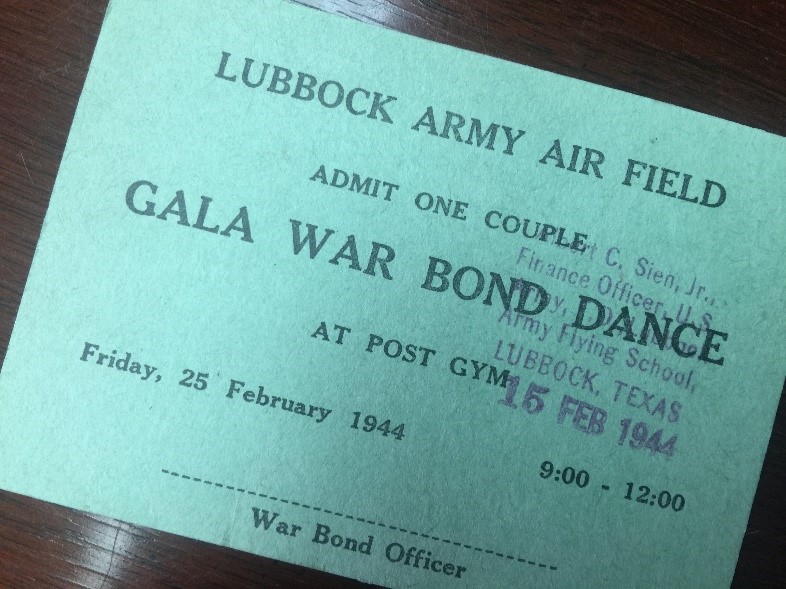 LUBBOCK ARMY AIR FIELD
ADMIT ONE COUPLE
GALA WAR BOND DANCE
AT POST GYM
Friday, 25 February 1944
9:00 - 12:00
War Bond Officer
C. Sien, Jr.,
Finance Officer, U.S.
Army Flying School,
LUBBOCK, TEXAS
15 FEB 1944